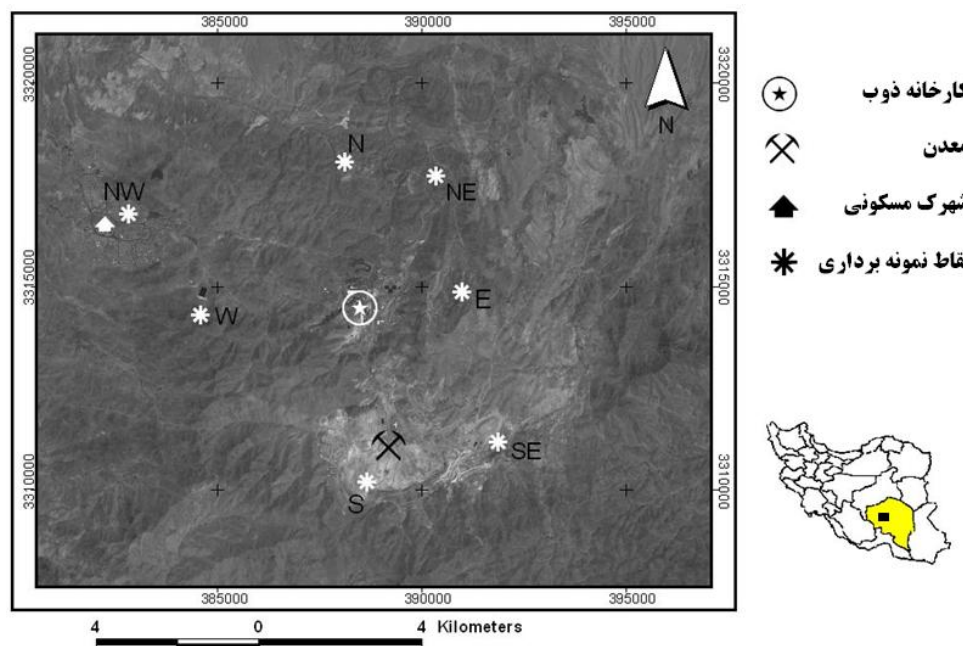 385000 390000 395000
3320000 3320000
N
N
NE
NW
3315000 3315000
E
W
SE
S
3310000 3310000
385000 390000 395000
4 0 4 Kilometers
کارخانه ذوب
معدن
شهرک مسکونی
نقاط نمونه برداری